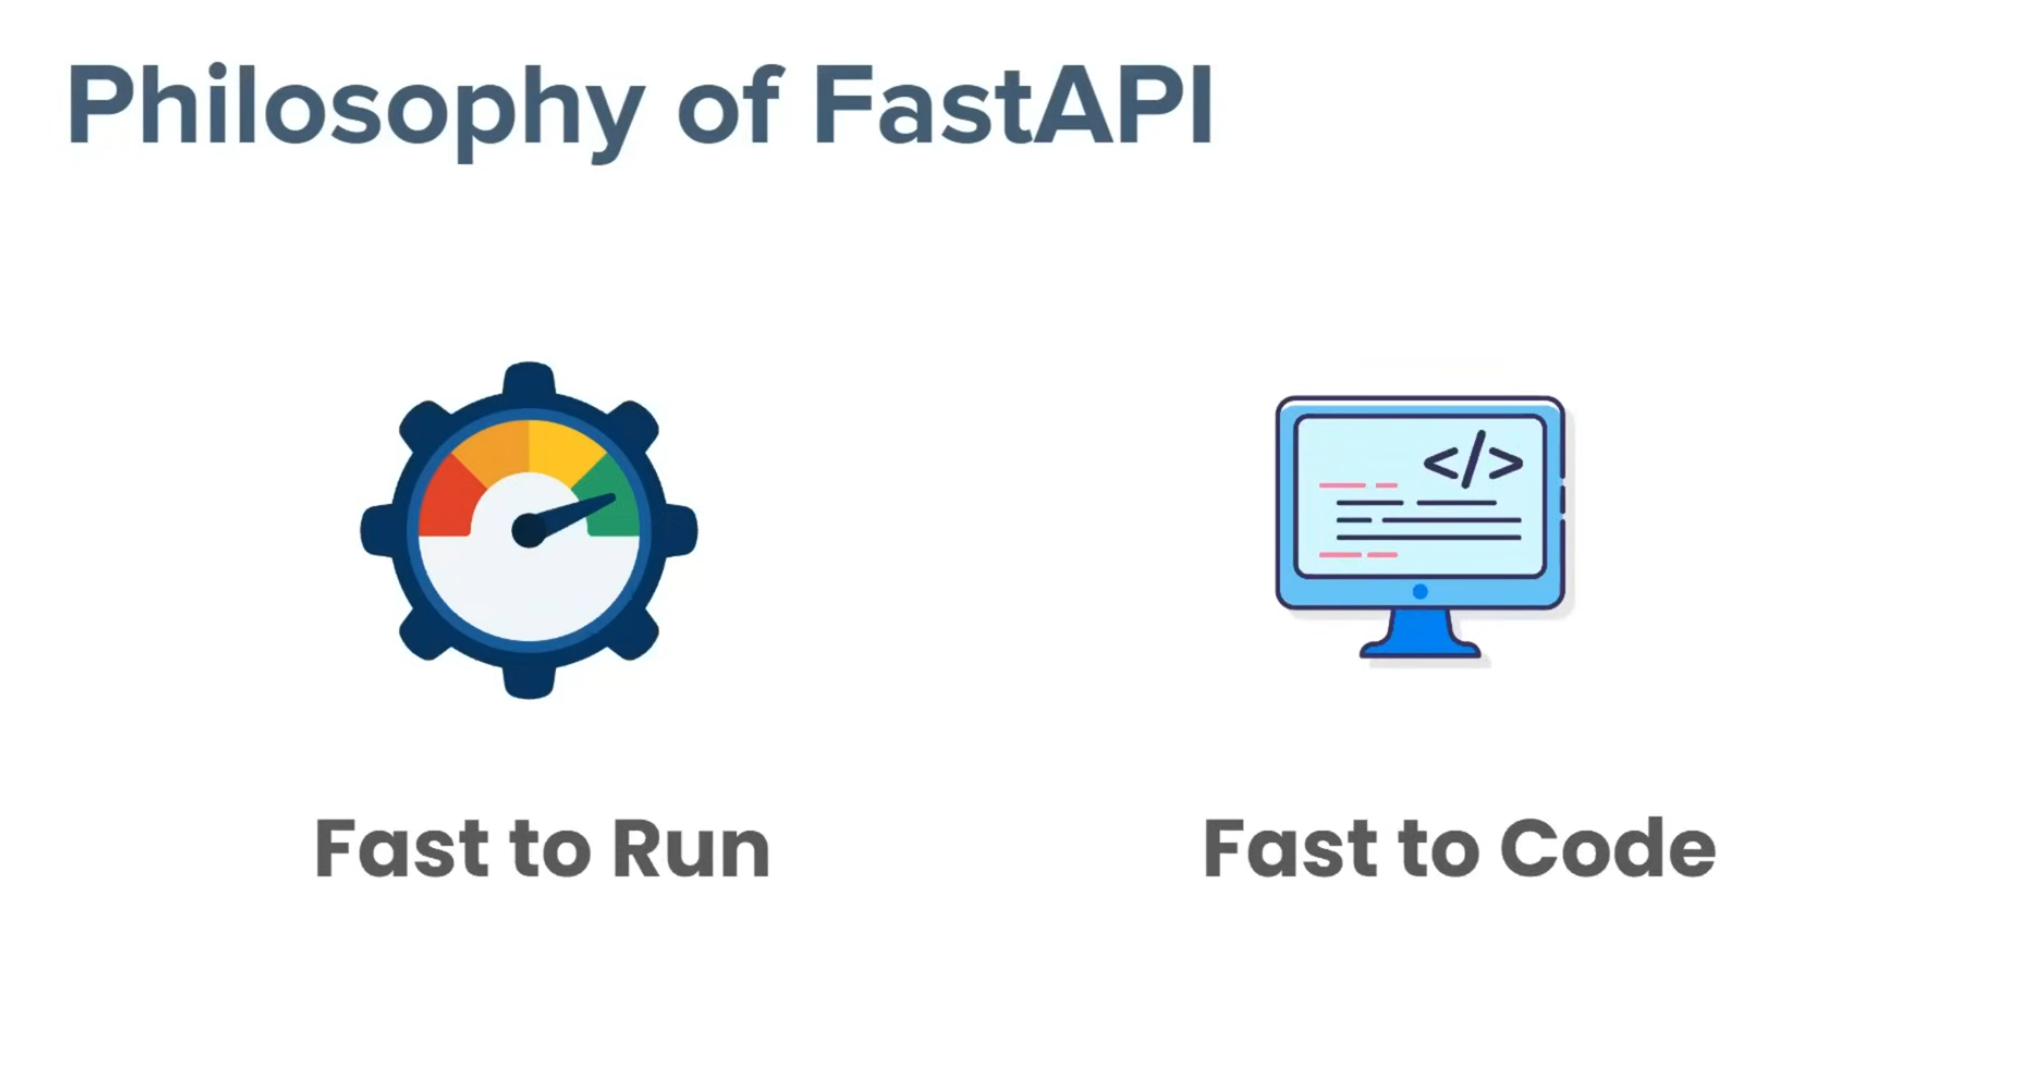 Philosophy of FastAPI
</>
Fast to Run
Fast to Code